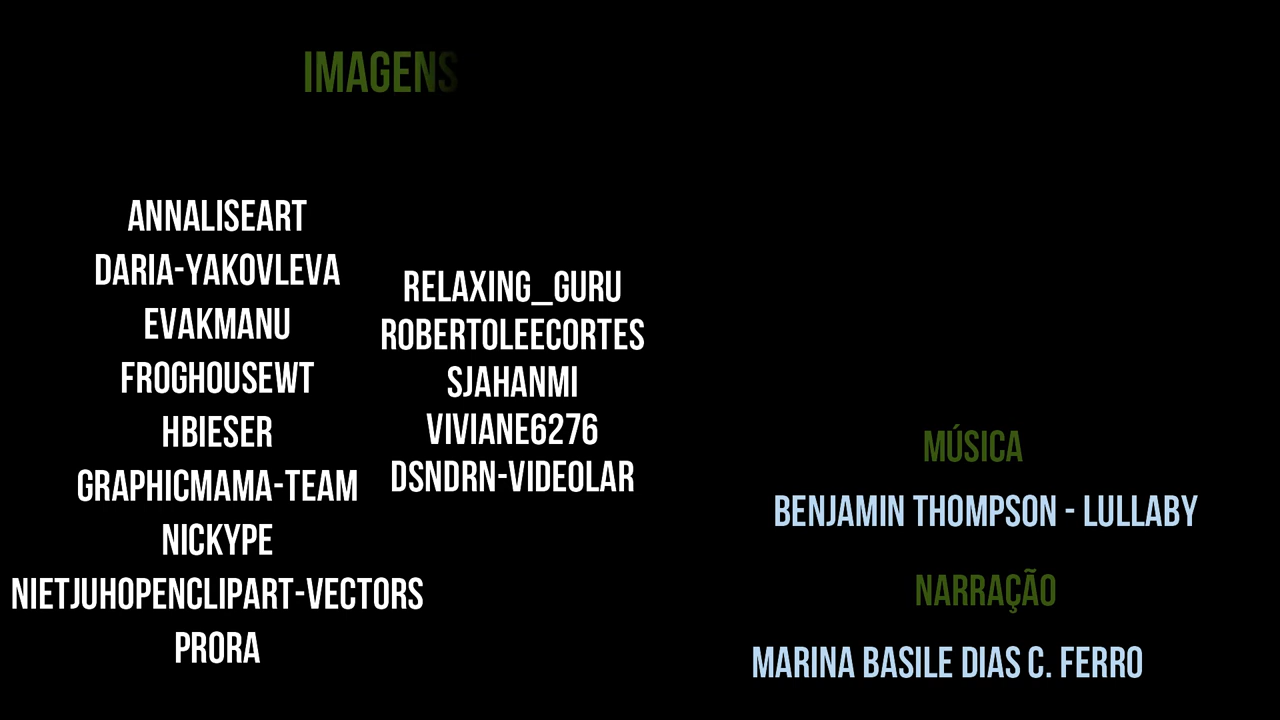 IMAGENS
ANNALISEART
DARIA-YAKOVLEVA
EVAKMANU
FROGHOUSEWT
HBIESER
GRAPHICMAMA-TEAM
NICKYPE
NIETJUHOPENCLIPART-VECTORS
PRORA
RELAXING_GURU
ROBERTOLEECORTES
SJAHANMI
VIVIANE6276
DSNDRN-VIDEOLAR
MÚSICA
BENJAMIN THOMPSON - LULLABY
NARRAÇÃO
MARINA BASILE DIAS C. FERRO